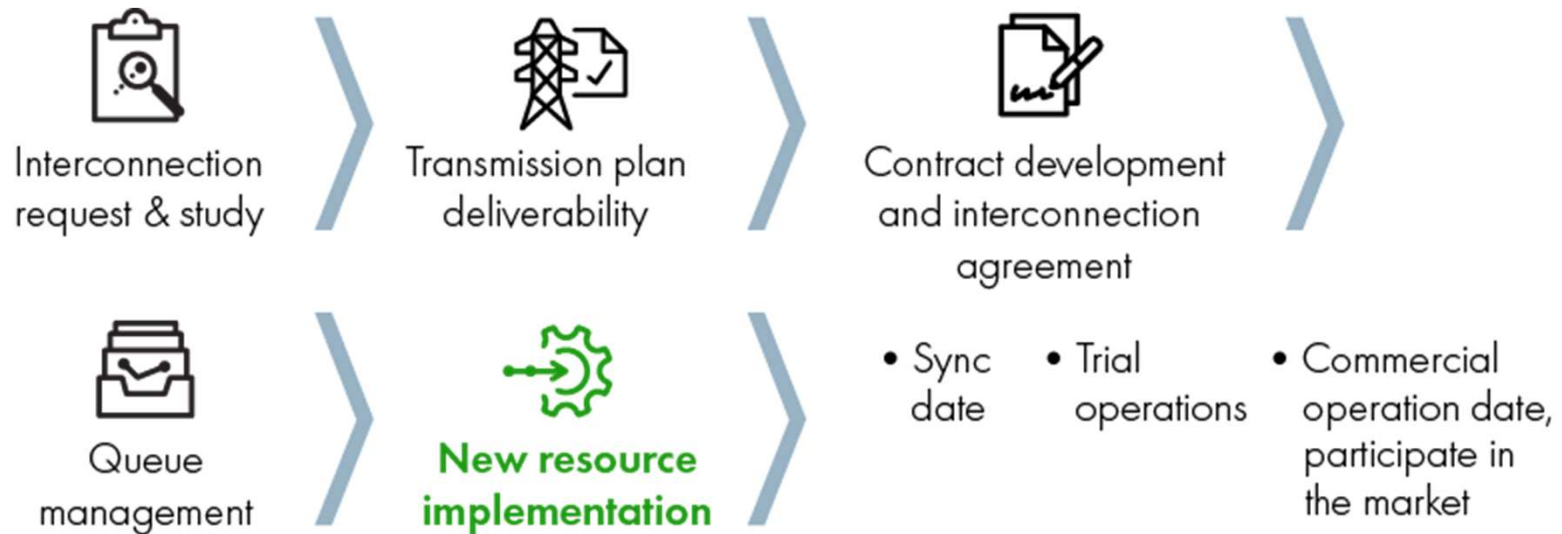 Interconnection
request & study
Transmission plan
deliverability
Contract development
and interconnection
agreement
Queue
management
New resource
implementation
• Sync
date
• Trial
operations
• Commercial
operation date,
participate in
the market